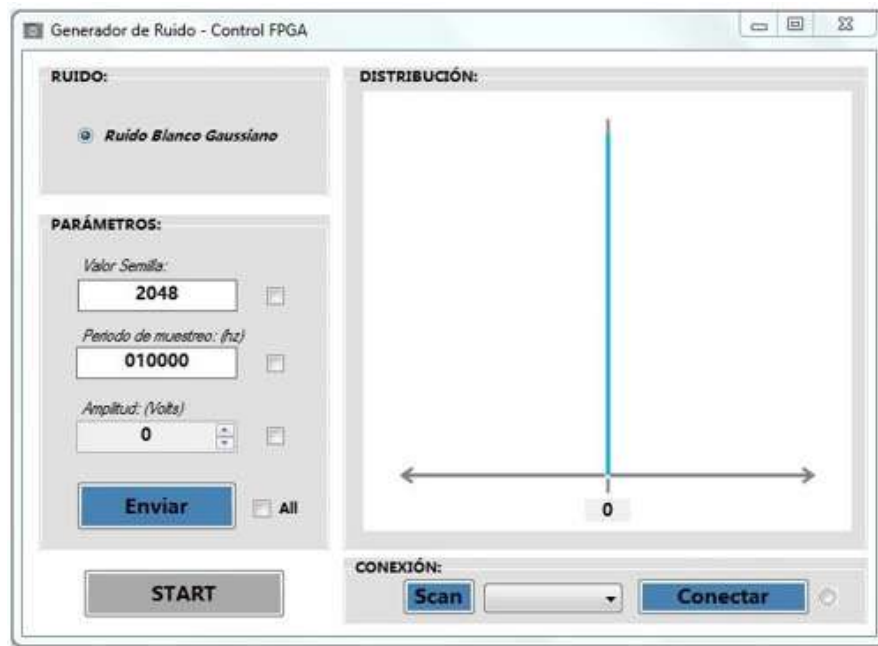 Generador de Ruido - Control FPGA
RUIDO:
Ruido Blanco Gaussiano
PARÁMETROS:
Valor Semilla:
2048
Periodo de muestreo: (hz)
010000
Amplitud: (Volts)
0
Enviar
All
START
DISTRIBUCIÓN:
0
CONEXIÓN:
Scan
Conectar